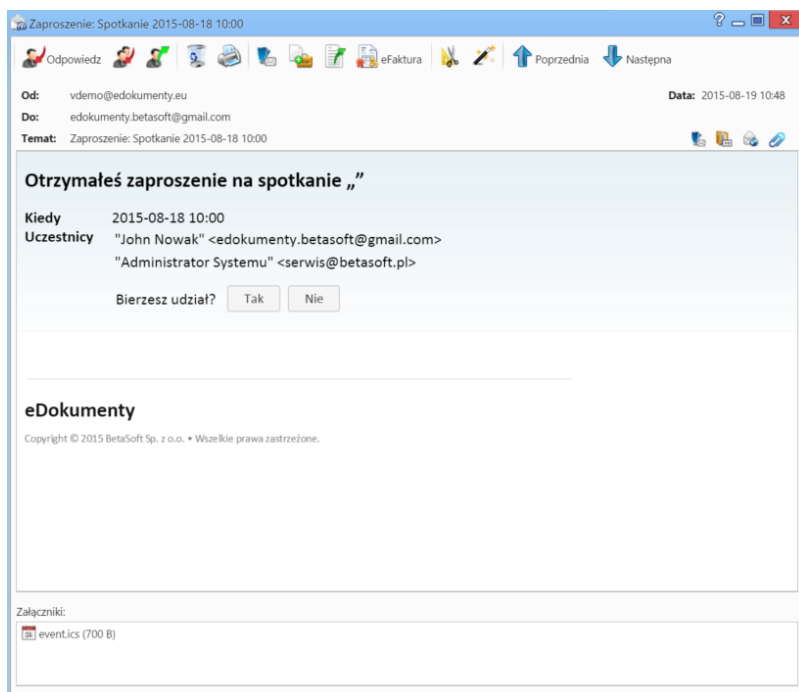 Zaproszenie: Spotkanie 2015-08-18 10:00
Odpowiedz eFaktura Poprzednia Następna
Od: vdemo@edokumenty.eu Data: 2015-08-19 10:48
Do: edokumenty.betasoft@gmail.com
Temat: Zaproszenie: Spotkanie 2015-08-18 10:00
Otrzymałeś zaproszenie na spotkanie „”
Kiedy 2015-08-18 10:00
Uczestnicy "John Nowak" <edokumenty.betasoft@gmail.com>
"Administrator Systemu" <serwis@betasoft.pl>
Bierzesz udział? Tak Nie
eDokumenty
Copyright © 2015 BetaSoft Sp. z o.o. • Wszelkie prawa zastrzeżone.
Załączniki:
event.ics (700 B)